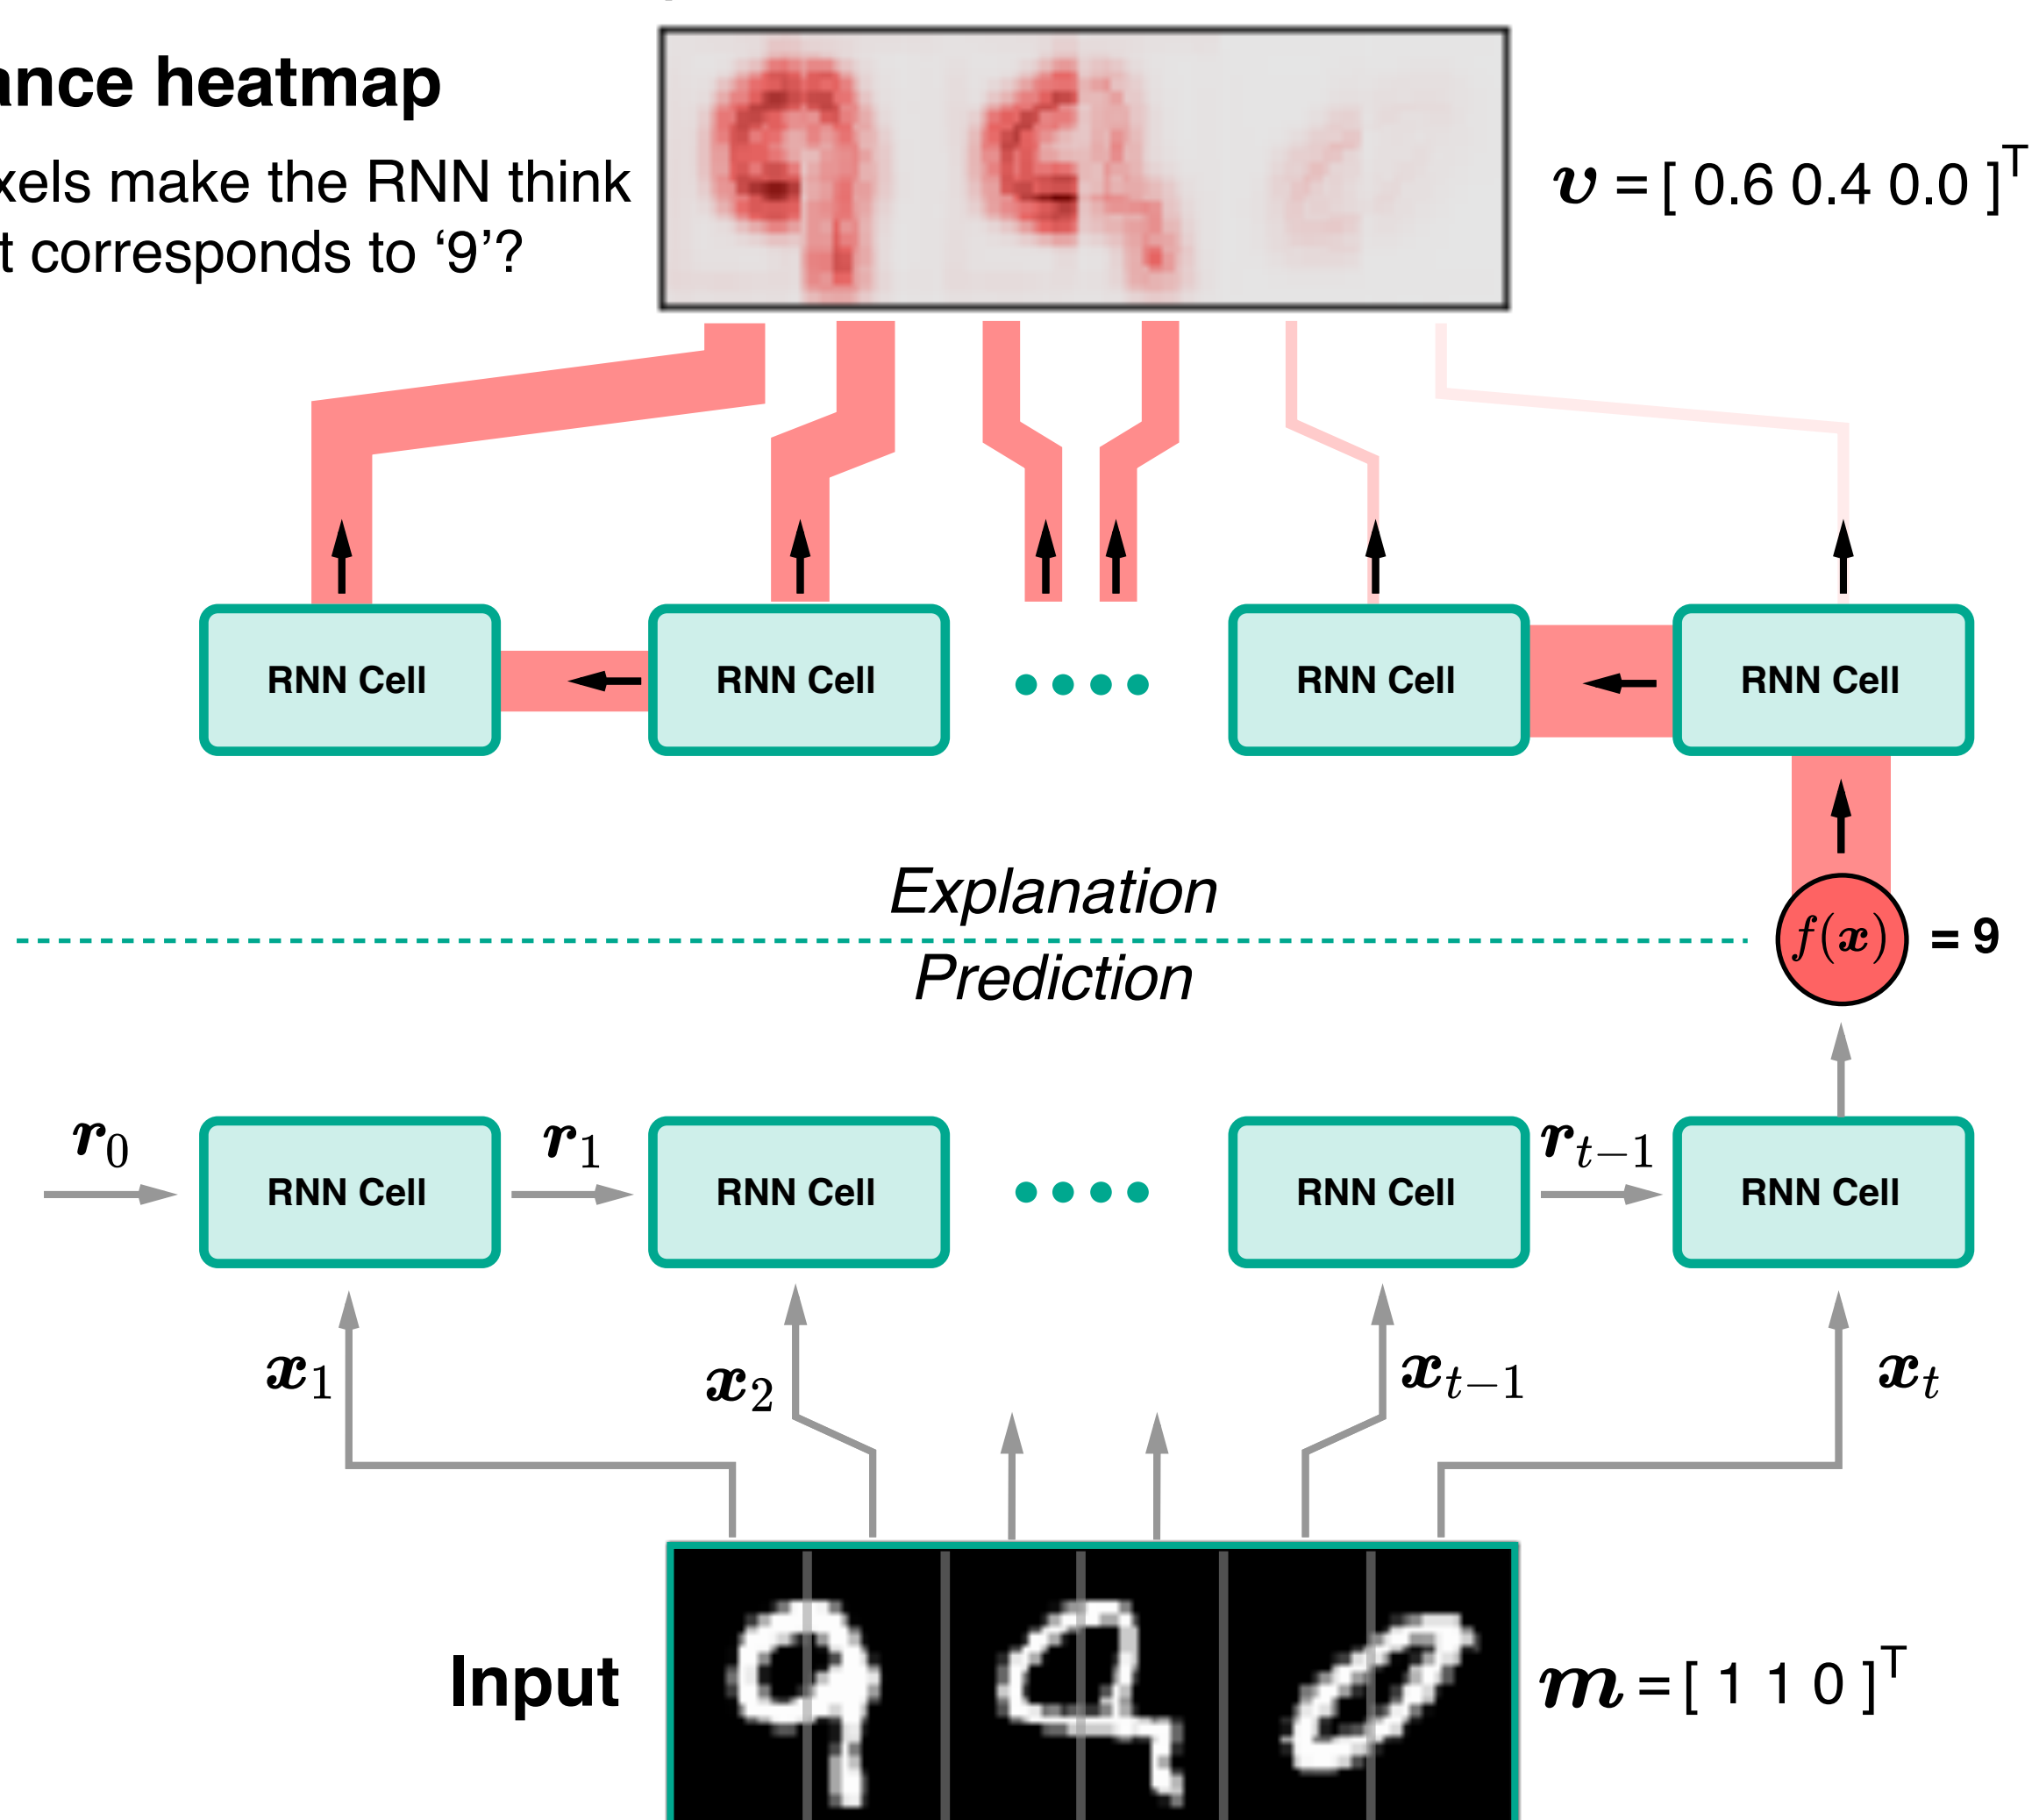 heatmap
make the RNN think
corresponds to ‘9’?
v = [ 0.6 0.4 0.0 ]T
RNN Cell
RNN Cell
RNN Cell
RNN Cell
Explanation
f(x) = 9
Prediction
r0
r1
rt−1
RNN Cell
RNN Cell
RNN Cell
RNN Cell
x1
x2
xt−1
xt
Input
m = [ 1 1 0 ]T